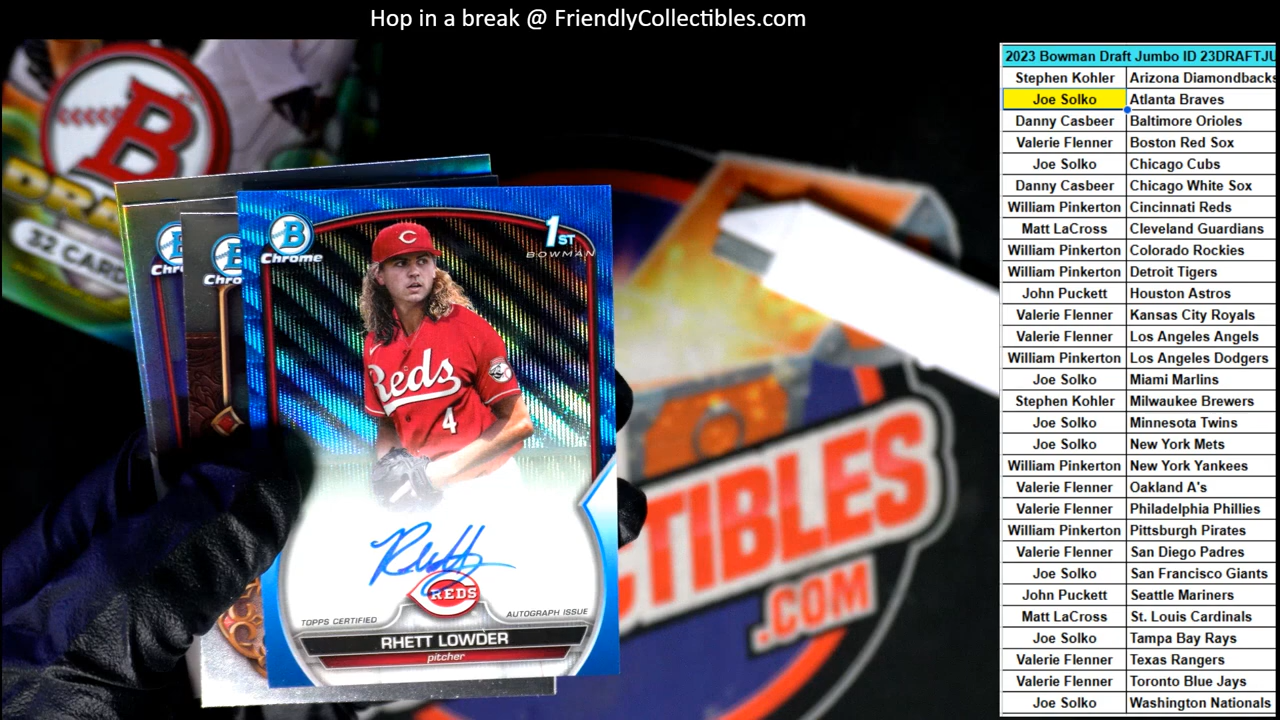 Hop in a break @ FriendlyCollectibles.com
2023 Bowman Draft Jumbo ID 23DRAFTJU
Stephen Kohler Arizona Diamondbacks
Joe Solko Atlanta Braves
Danny Casbeer Baltimore Orioles
Valerie Flenner Boston Red Sox
Joe Solko Chicago Cubs
Danny Casbeer Chicago White Sox
William Pinkerton Cincinnati Reds
Matt LaCross Cleveland Guardians
William Pinkerton Colorado Rockies
William Pinkerton Detroit Tigers
John Puckett Houston Astros
Valerie Flenner Kansas City Royals
Valerie Flenner Los Angeles Angels
William Pinkerton Los Angeles Dodgers
Joe Solko Miami Marlins
Stephen Kohler Milwaukee Brewers
Joe Solko Minnesota Twins
Joe Solko New York Mets
William Pinkerton New York Yankees
Valerie Flenner Oakland A's
Valerie Flenner Philadelphia Phillies
William Pinkerton Pittsburgh Pirates
Valerie Flenner San Diego Padres
Joe Solko San Francisco Giants
John Puckett Seattle Mariners
Matt LaCross St. Louis Cardinals
Joe Solko Tampa Bay Rays
Valerie Flenner Texas Rangers
Valerie Flenner Toronto Blue Jays
Joe Solko Washington Nationals
B
32 CARD
B
Chr
B
Chro
B
Chrome
1ST
BOWMAN
C
Reds
4
REDS
TOPPS CERTIFIED
AUTOGRAPH ISSUE
RHETT LOWDER
pitcher
CTIBLES
.COM